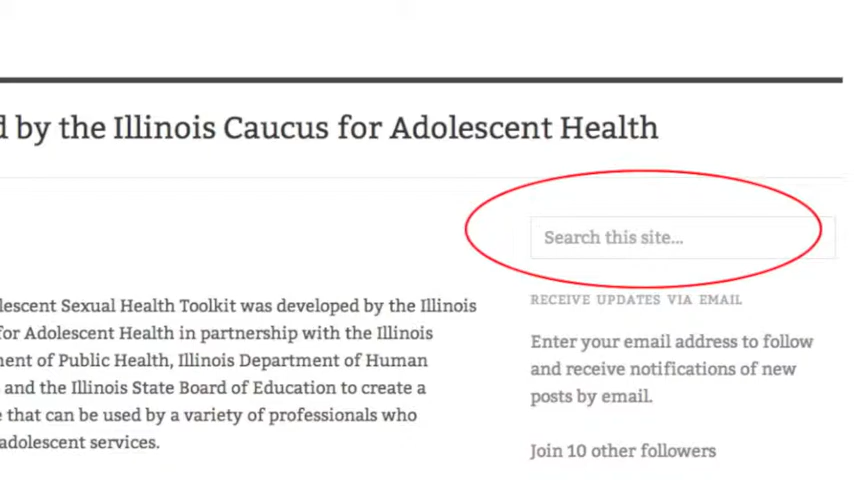 by the Illinois Caucus for Adolescent Health
Search this site...
Sexual Health Toolkit was developed by the Illinois
for Adolescent Health in partnership with the Illinois
of Public Health, Illinois Department of Human
and the Illinois State Board of Education to create a
that can be used by a variety of professionals who
adolescent services.
RECEIVE UPDATES VIA EMAIL
Enter your email address to follow
and receive notifications of new
posts by email.
Join 10 other followers